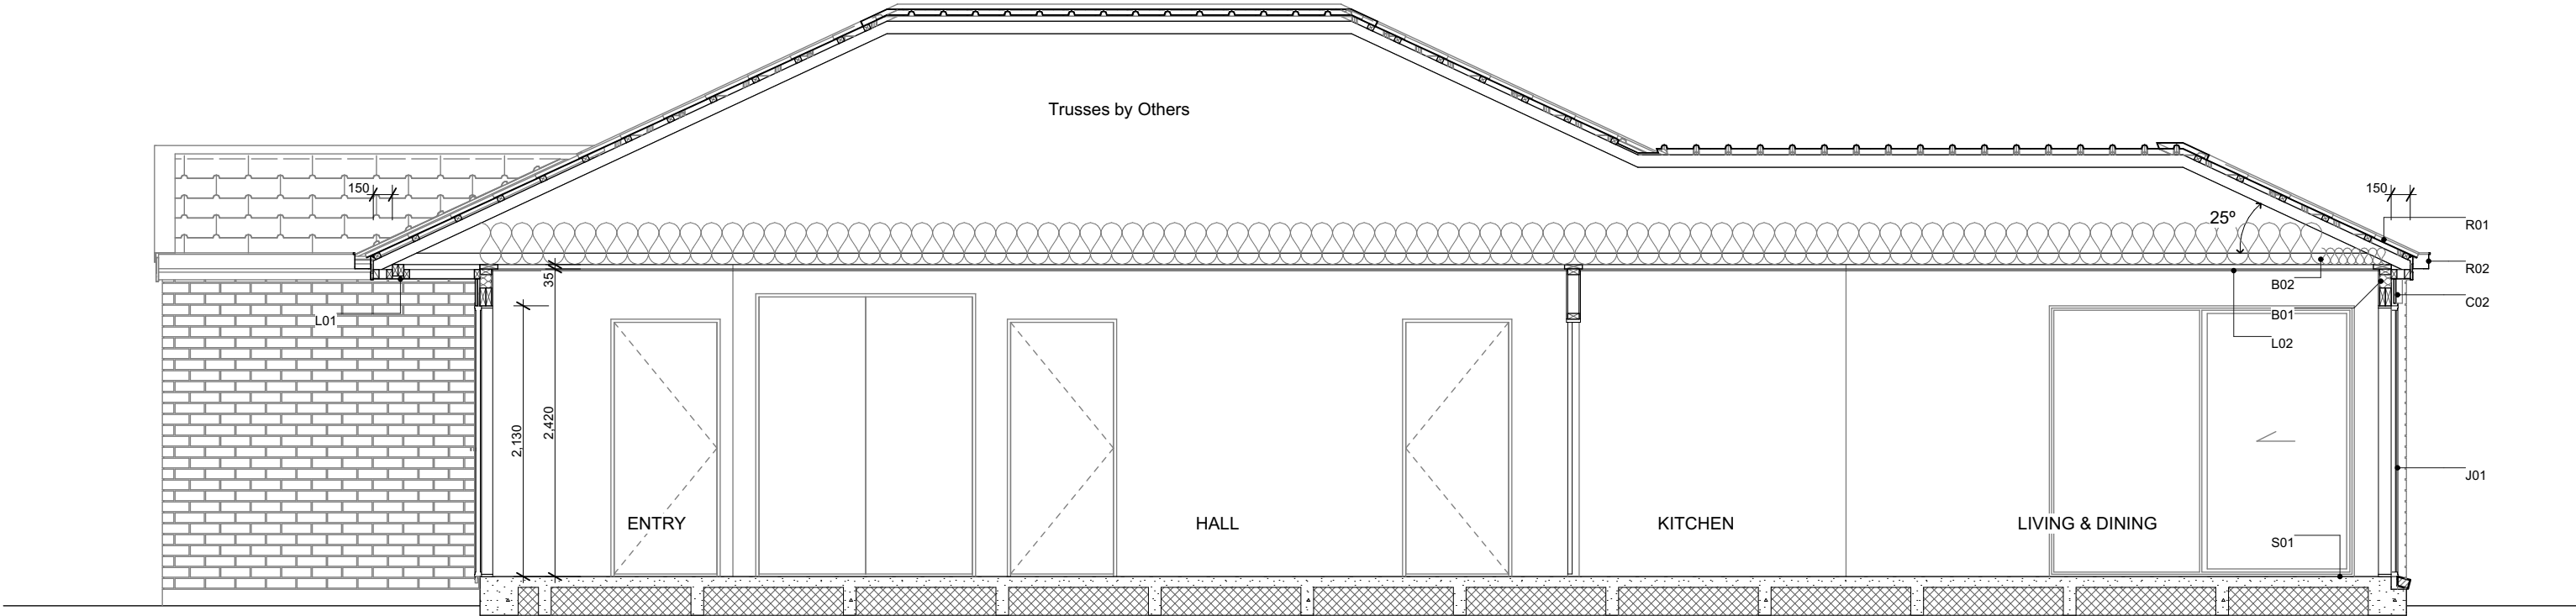 Trusses by Others
150
150
25º
R01
R02
35
B02
C02
L01
B01
L02
2,130
2,420
J01
ENTRY
HALL
KITCHEN
LIVING & DINING
S01